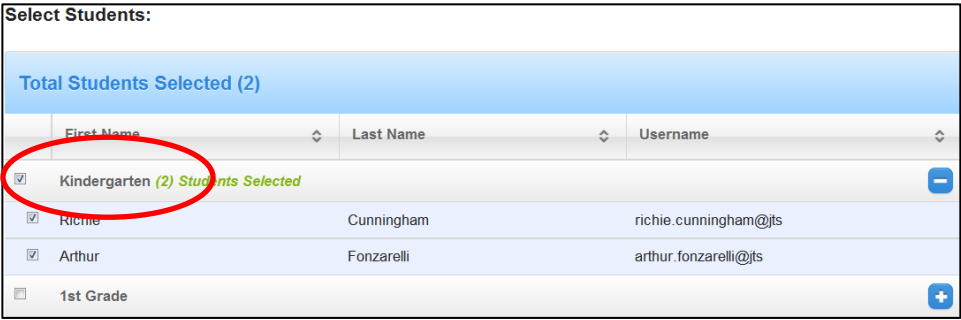 Select Students:
Total Students Selected (2)
First Name Last Name Username
Kindergarten (2) Students Selected
Richie Cunningham richie.cunningham@jts
Arthur Fonzarelli arthur.fonzarelli@jts
1st Grade